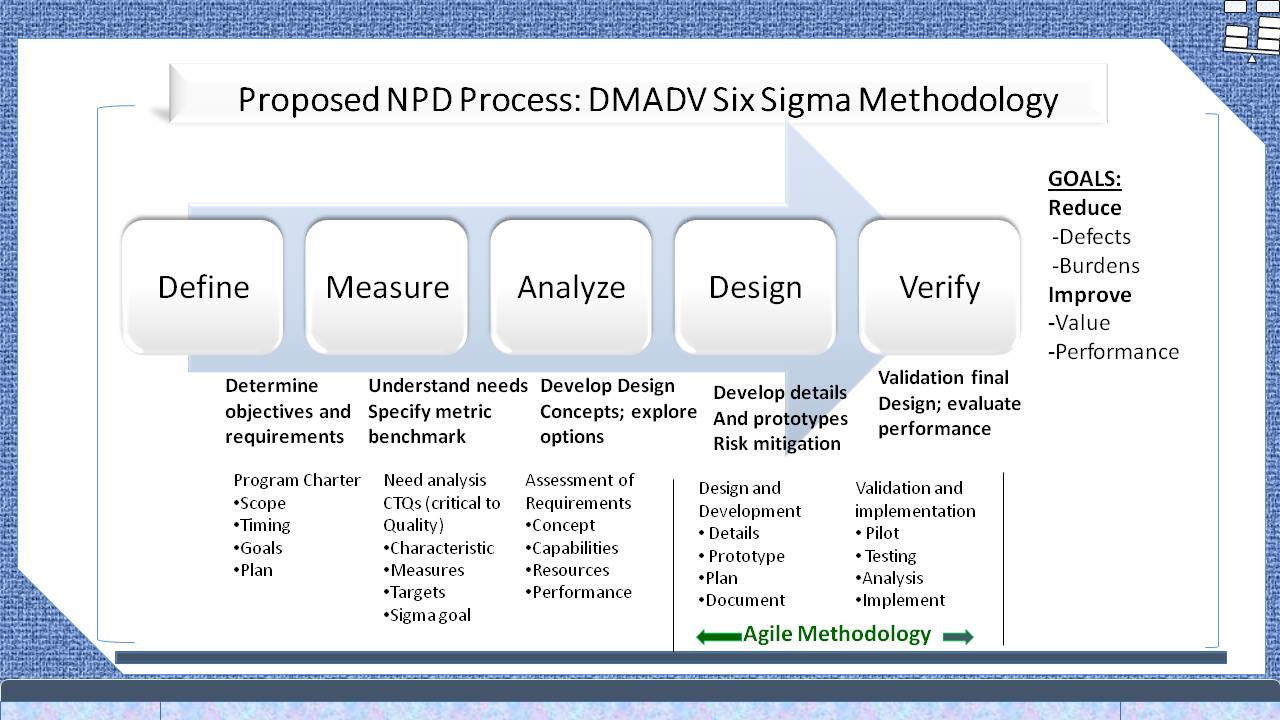 Proposed NPD Process: DMADV Six Sigma Methodology
Define
Measure
Analyze
Design
Verify
GOALS:
Reduce
-Defects
-Burdens
Improve
-Value
-Performance
Determine
objectives and
requirements
Understand needs
Specify metric
benchmark
Develop Design
Concepts; explore
options
Develop details
And prototypes
Risk mitigation
Validation final
Design; evaluate
performance
Program Charter
•Scope
•Timing
•Goals
•Plan
Need analysis
CTQs (critical to
Quality)
•Characteristic
•Measures
•Targets
•Sigma goal
Assessment of
Requirements
•Concept
•Capabilities
•Resources
•Performance
Design and
Development
• Details
• Prototype
•Plan
•Document
Validation and
implementation
• Pilot
• Testing
•Analysis
•Implement
Agile Methodology